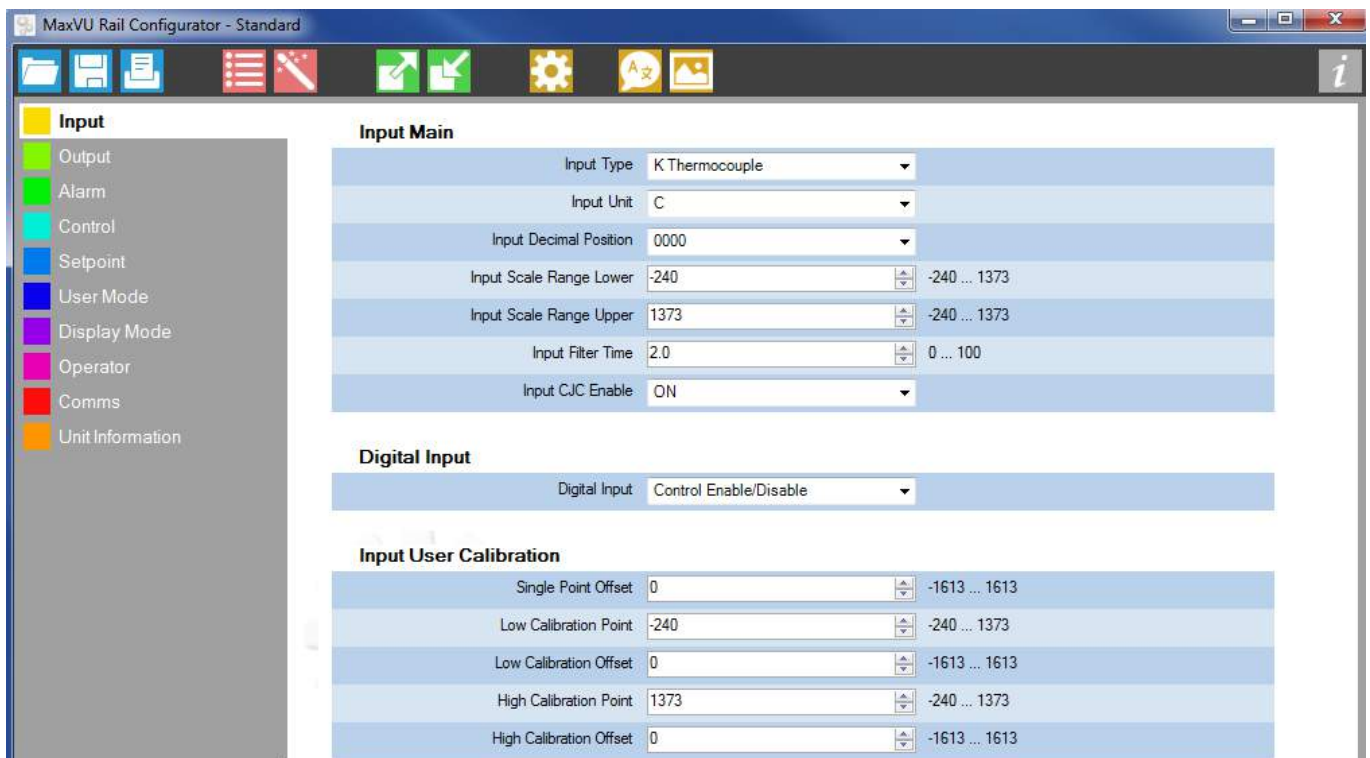 MaxVU Rail Configurator - Standard
A
i
Input
Output
Alarm
Control
Setpoint
User Mode
Display Mode
Operator
Comms
Unit Information
Input Main
Input Type K Thermocouple
Input Unit C
Input Decimal Position 0000
Input Scale Range Lower -240 -240 ... 1373
Input Scale Range Upper 1373 -240 ... 1373
Input Filter Time 2.0 0 ... 100
Input CJC Enable ON
Digital Input
Digital Input Control Enable/Disable
Input User Calibration
Single Point Offset 0 -1613 ... 1613
Low Calibration Point -240 -240 ... 1373
Low Calibration Offset 0 -1613 ... 1613
High Calibration Point 1373 -240 ... 1373
High Calibration Offset 0 -1613 ... 1613